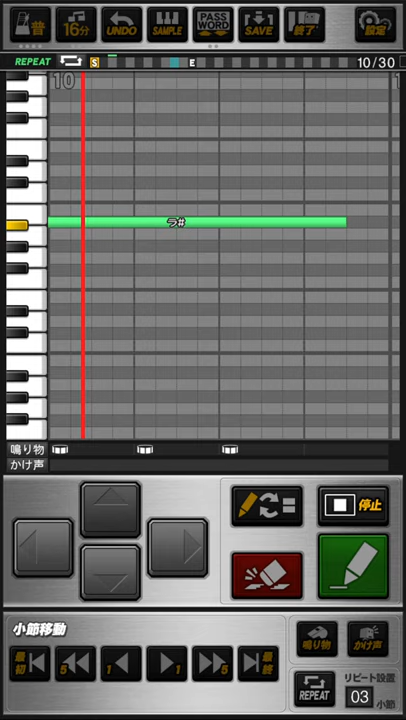 普 16分 UNDO SAMPLE PASS WORD SAVE 終了 設定
REPEAT S E 10/30
10
ラ#
鳴り物
かけ声
停止
小節移動
最初 5 1 1 5 最終
鳴り物 かけ声
REPEAT リピート設置
03 小節